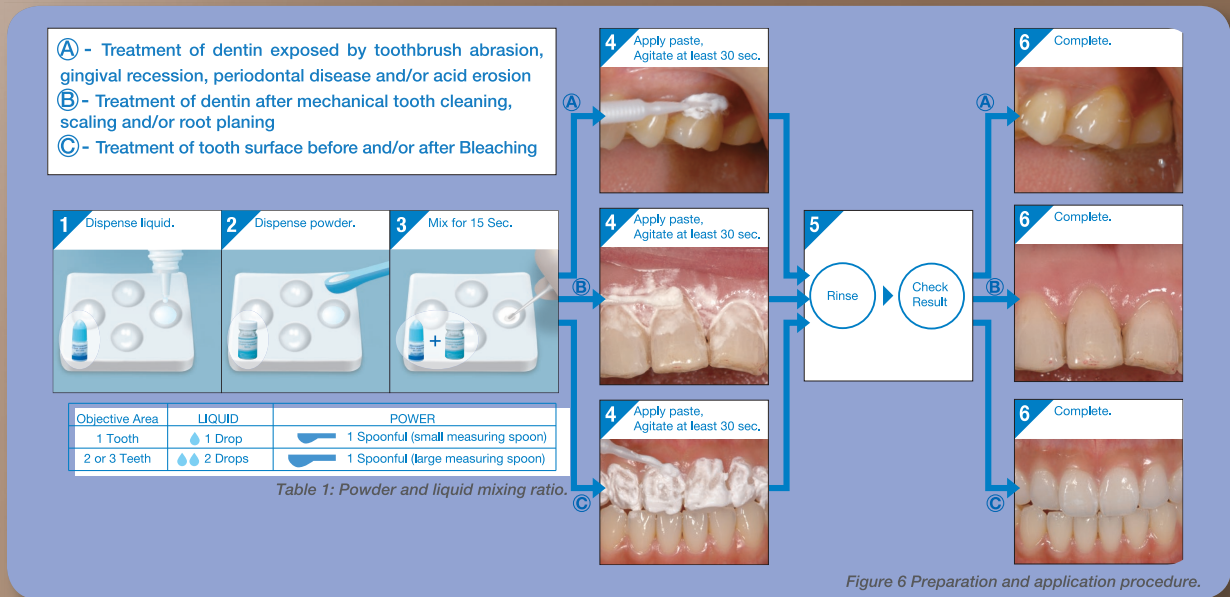 Ⓐ - Treatment of dentin exposed by toothbrush abrasion,
gingival recession, periodontal disease and/or acid erosion
Ⓑ - Treatment of dentin after mechanical tooth cleaning,
scaling and/or root planing
Ⓒ - Treatment of tooth surface before and/or after Bleaching
1 Dispense liquid.
2 Dispense powder.
3 Mix for 15 Sec.
+
Objective Area LIQUID POWER
1 Tooth 1 Drop 1 Spoonful (small measuring spoon)
2 or 3 Teeth 2 Drops 1 Spoonful (large measuring spoon)
Table 1: Powder and liquid mixing ratio.
Ⓐ
4 Apply paste,
Agitate at least 30 sec.
Ⓑ
4 Apply paste,
Agitate at least 30 sec.
Ⓒ
4 Apply paste,
Agitate at least 30 sec.
5
Rinse
Check
Result
Ⓐ
6 Complete.
Ⓑ
6 Complete.
Ⓒ
6 Complete.
Figure 6 Preparation and application procedure.